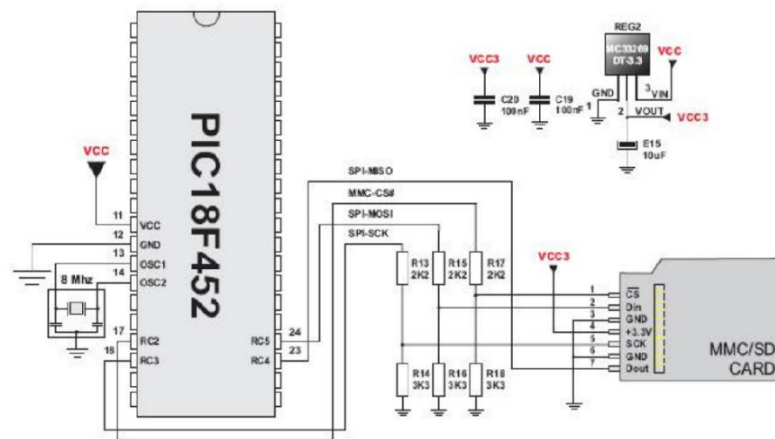 REG2
MC33269
DT-3.3
VCC
GND
1
3
VIN
2
VOUT
VCC3
E15
10uF
VCC3
C20
100nF
VCC
C19
100nF
PIC18F452
VCC
11
VCC
12
GND
13
OSC1
14
OSC2
8 Mhz
17
RC2
18
RC3
RC5
24
RC4
23
SPI-MISO
MMC-CS#
SPI-MOSI
SPI-SCK
R13
2K2
R15
2K2
R17
2K2
R14
3K3
R16
3K3
R18
3K3
VCC3
1
CS
2
Din
3
GND
4
+3.3V
5
SCK
6
GND
7
Dout
MMC/SD
CARD